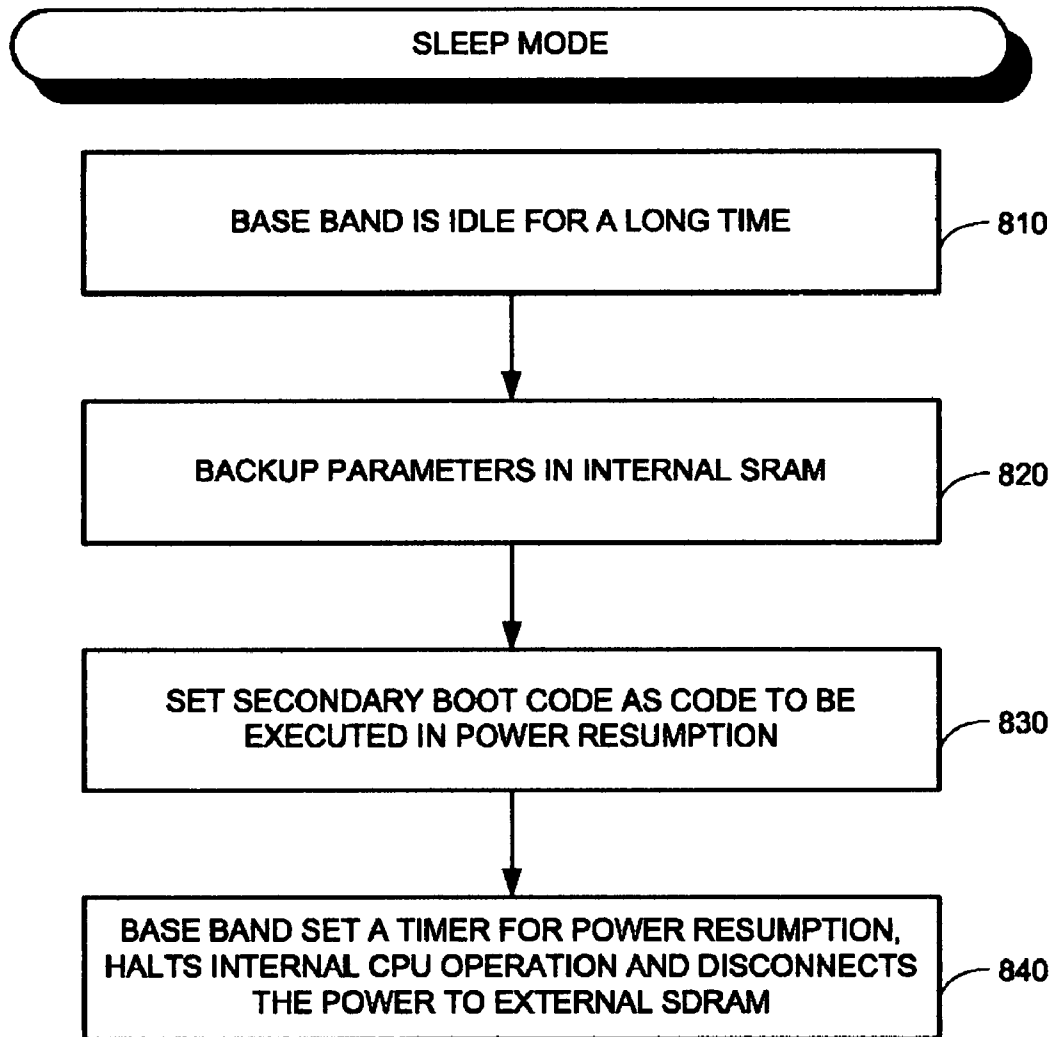 SLEEP MODE
BASE BAND IS IDLE FOR A LONG TIME
810
BACKUP PARAMETERS IN INTERNAL SRAM
820
SET SECONDARY BOOT CODE AS CODE TO BE
EXECUTED IN POWER RESUMPTION
830
BASE BAND SET A TIMER FOR POWER RESUMPTION,
HALTS INTERNAL CPU OPERATION AND DISCONNECTS
THE POWER TO EXTERNAL SDRAM
840